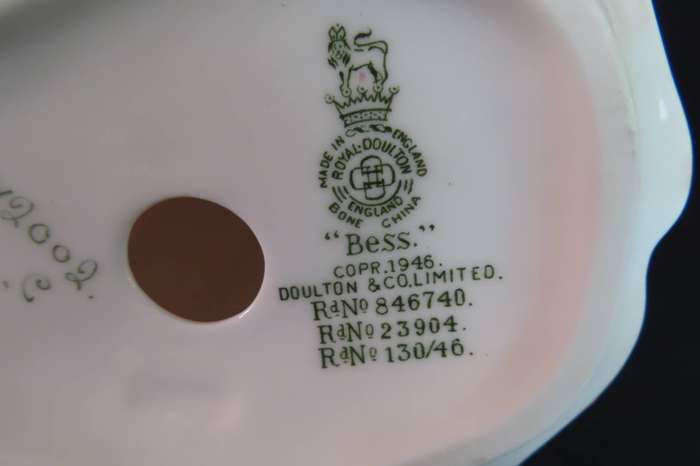 MADE IN ENGLAND
ROYAL·DOULTON
ENGLAND
BONE CHINA
"Bess."
COPR.1946.
DOULTON & CO.LIMITED.
RdNo 846740.
RdNo 23904.
RdNo 130/46.
2002.